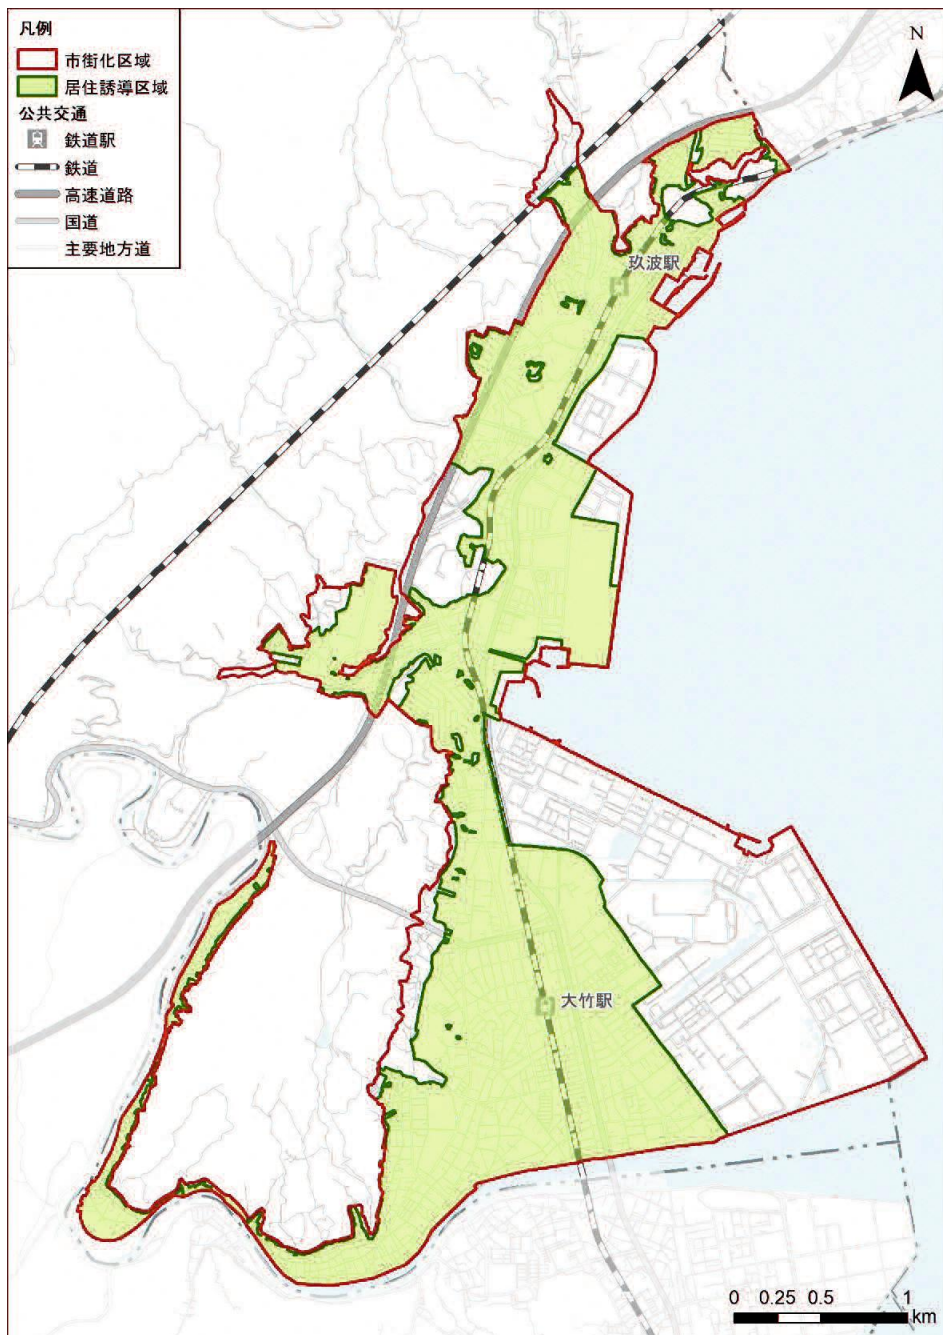 凡例
市街化区域
居住誘導区域
公共交通
鉄道駅
鉄道
高速道路
国道
主要地方道
N
玖波駅
大竹駅
0 0.25 0.5 1
km